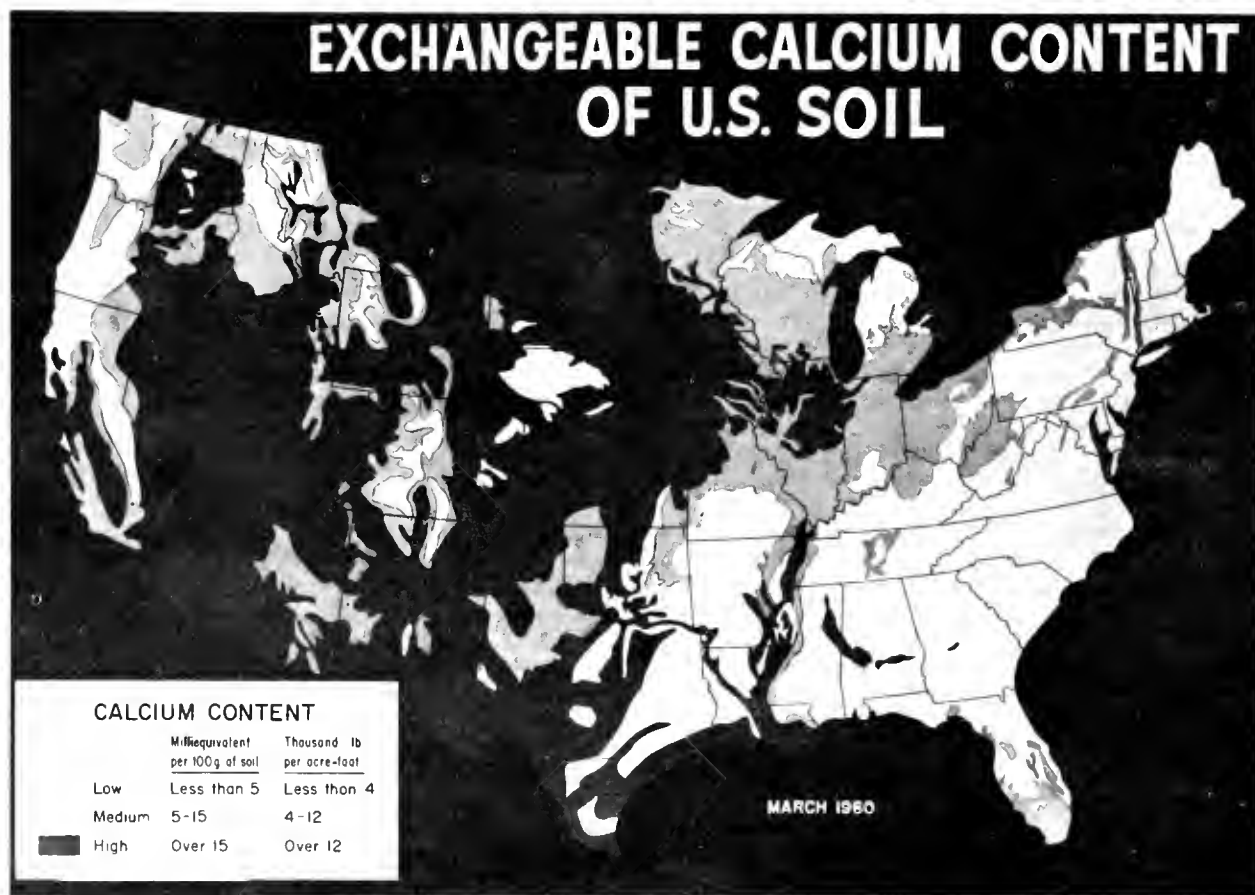 EXCHANGEABLE CALCIUM CONTENT
OF U.S. SOIL
CALCIUM CONTENT
Milliequivalent Thousand lb
per 100g of soil per acre-foot
Low Less than 5 Less than 4
Medium 5-15 4-12
High Over 15 Over 12
MARCH 1960